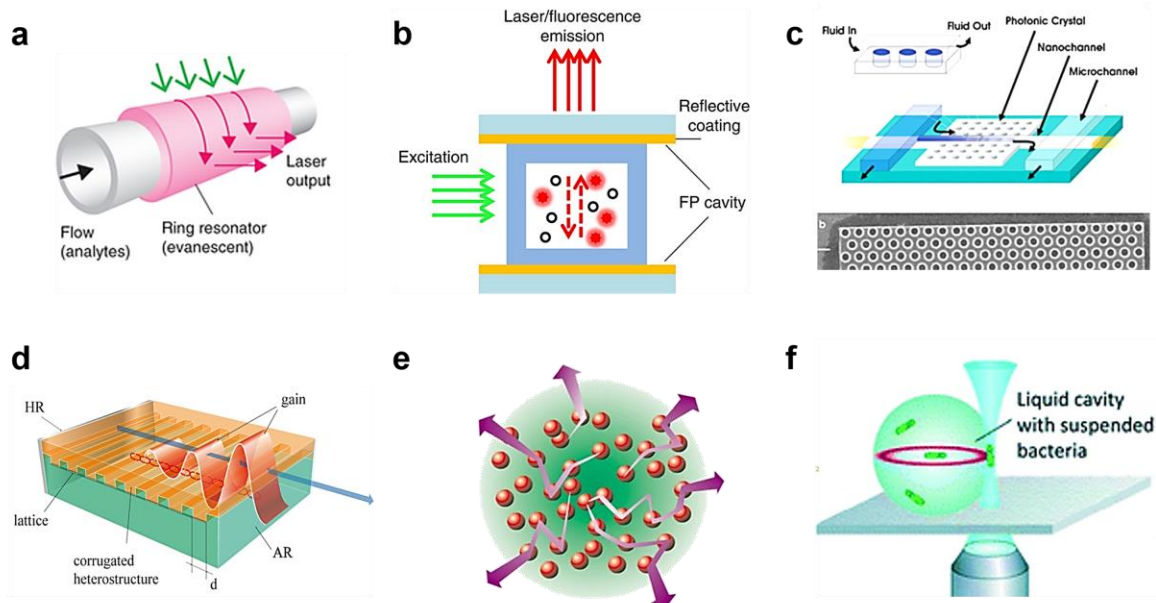 a
Flow
(analytes)
Ring resonator
(evanescent)
Laser
output
b
Laser/fluorescence
emission
Reflective
coating
Excitation
FP cavity
c
Fluid In
Fluid Out
Photonic Crystal
Nanochannel
Microchannel
b
d
HR
gain
lattice
corrugated
heterostructure
d
AR
e
f
Liquid cavity
with suspended
bacteria
2